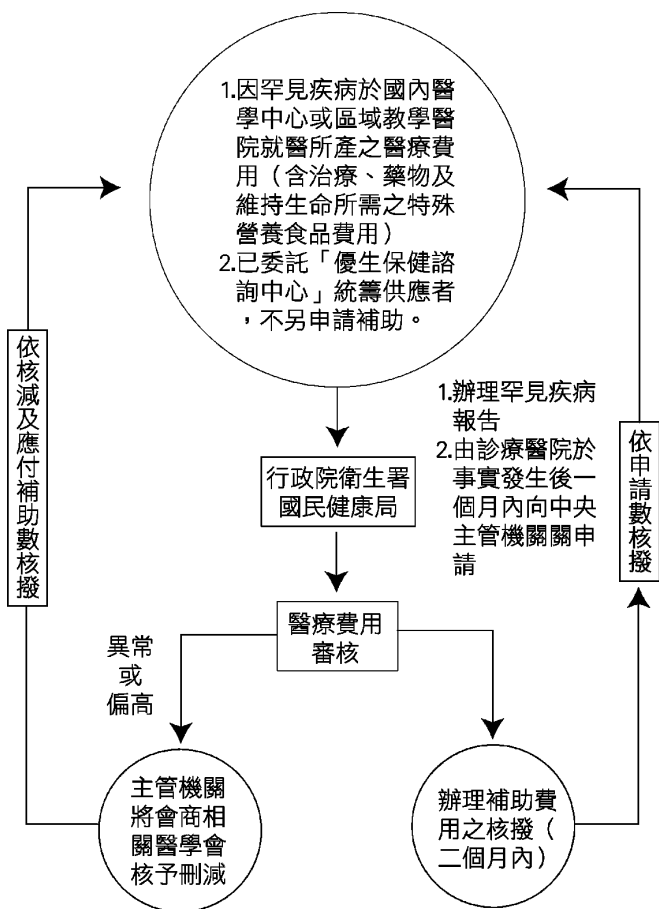 1.因罕見疾病於國內醫
學中心或區域教學醫
院就醫所產之醫療費
用（含治療、藥物及
維持生命所需之特殊
營養食品費用）
2.已委託「優生保健諮
詢中心」統籌供應者
，不另申請補助。
依核減及應付補助數核撥
1.辦理罕見疾病
報告
2.由診療醫院於
事實發生後一
個月內向中央
主管機關關申
請
依申請數核撥
行政院衛生署
國民健康局
醫療費用
審核
異常
或
偏高
主管機關
將會商相
關醫學會
核予刪減
辦理補助費
用之核撥（
二個月內）